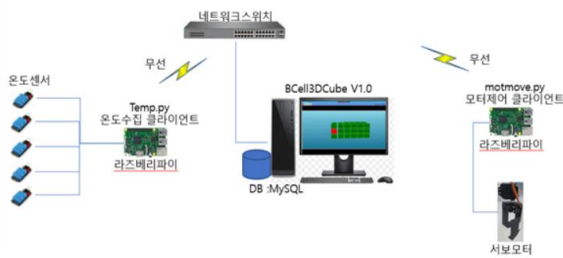 네트워크스위치
무선
무선
온도센서
Temp.py
온도수집 클라이언트
라즈베리파이
BCell3DCube V1.0
DB :MySQL
motmove.py
모터제어 클라이언트
라즈베리파이
서보모터